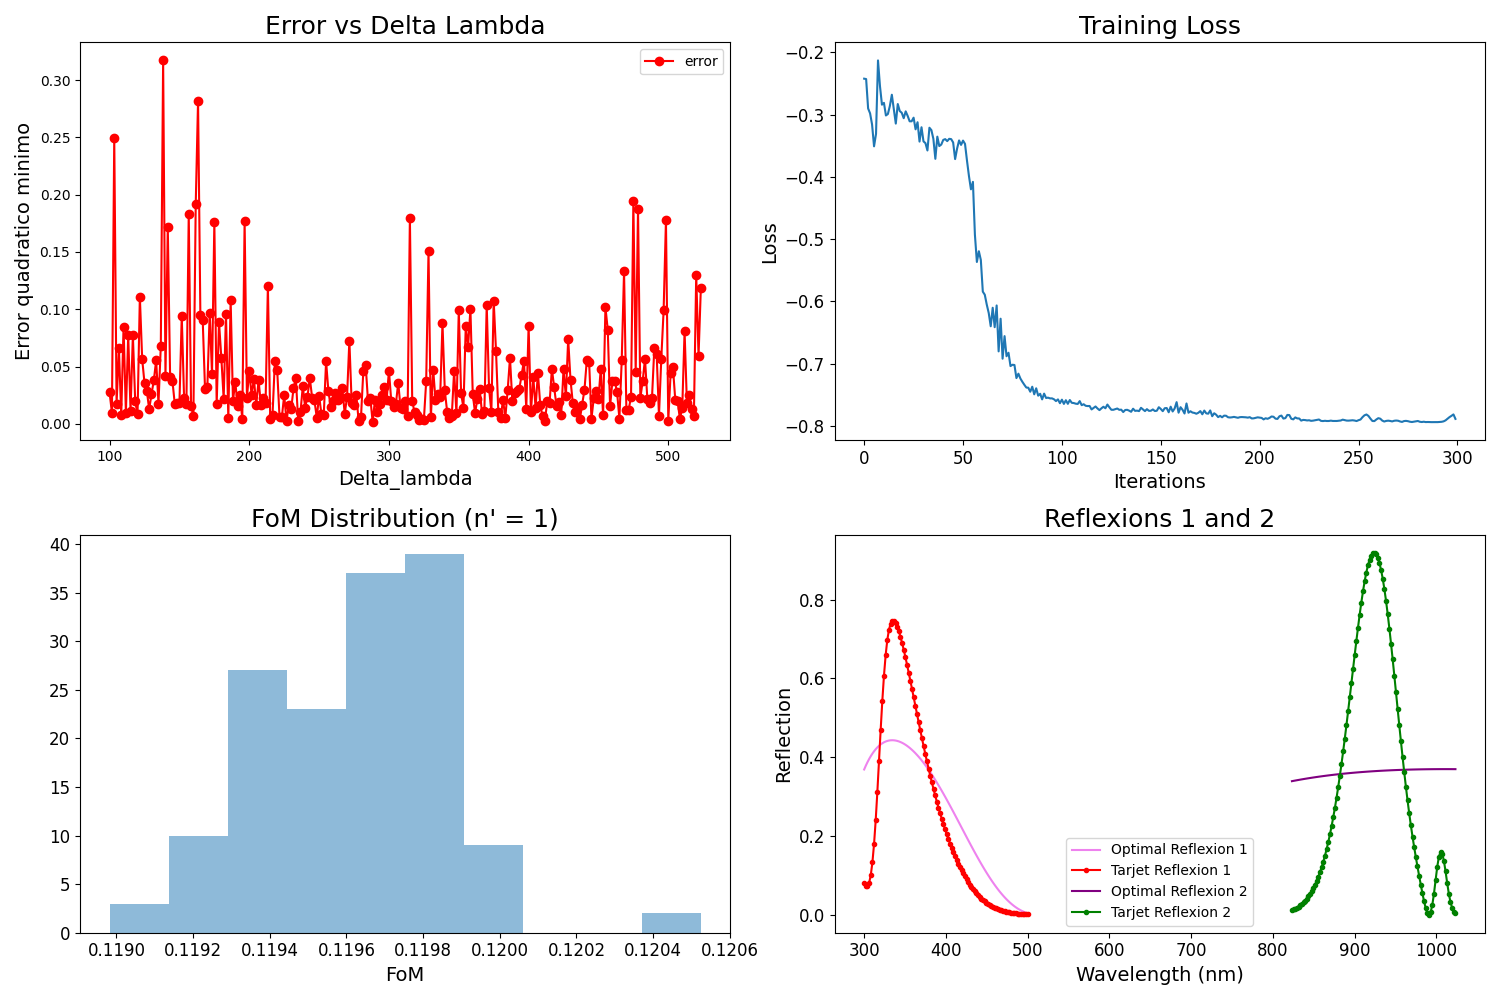 Error vs Delta Lambda
error
Error quadratico minimo
0.30
0.25
0.20
0.15
0.10
0.05
0.00
100 200 300 400 500
Delta_lambda
Training Loss
Loss
−0.2
−0.3
−0.4
−0.5
−0.6
−0.7
−0.8
0 50 100 150 200 250 300
Iterations
FoM Distribution (n' = 1)
40
35
30
25
20
15
10
5
0
0.1190 0.1192 0.1194 0.1196 0.1198 0.1200 0.1202 0.1204 0.1206
FoM
Reflexions 1 and 2
Reflection
0.8
0.6
0.4
0.2
0.0
Optimal Reflexion 1
Tarjet Reflexion 1
Optimal Reflexion 2
Tarjet Reflexion 2
300 400 500 600 700 800 900 1000
Wavelength (nm)